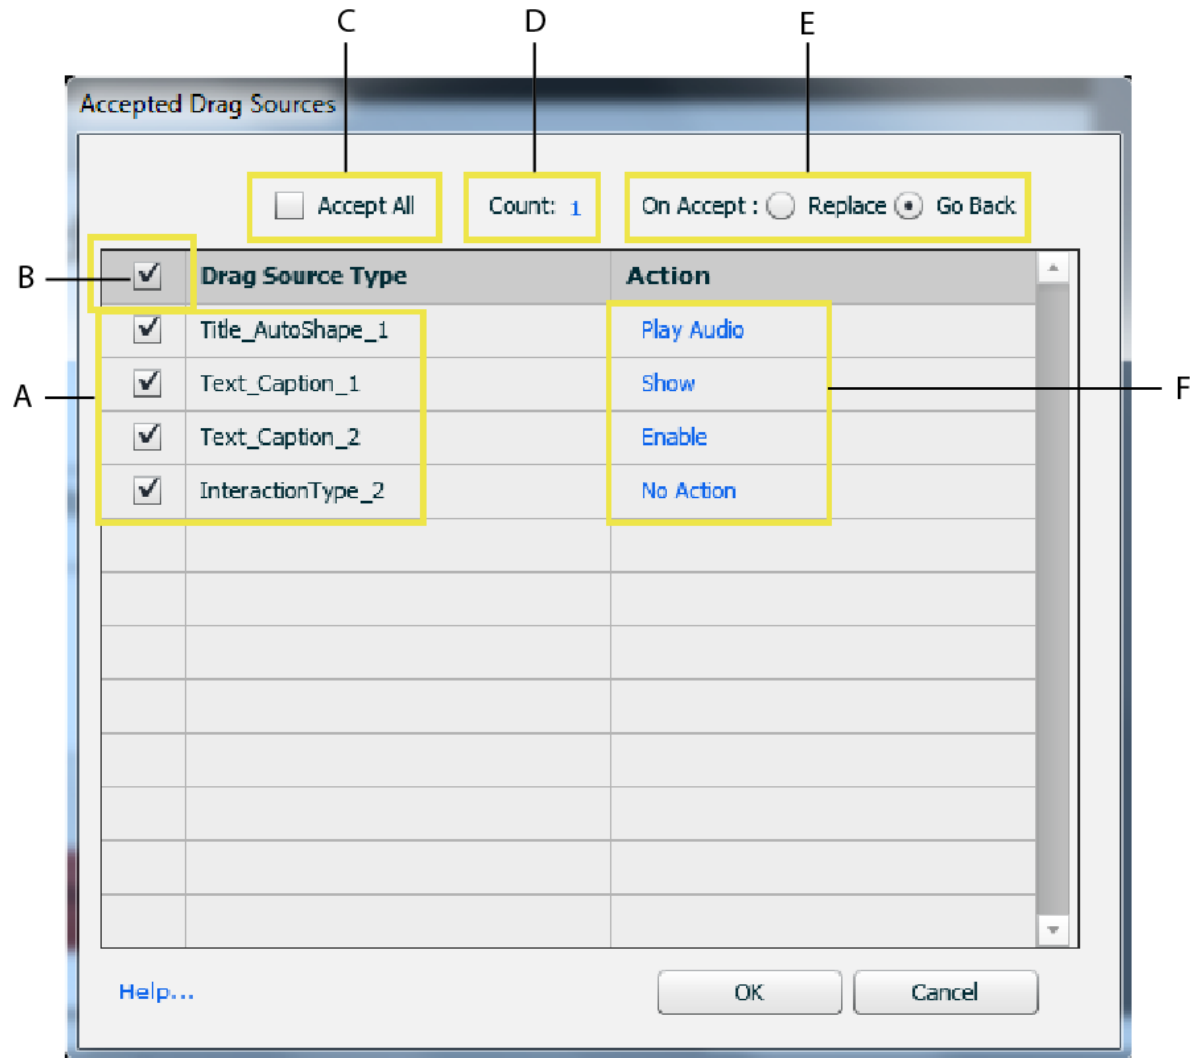 C D E
Accepted Drag Sources
Accept All Count: 1 On Accept : Replace Go Back
B Drag Source Type Action
Title_AutoShape_1 Play Audio
A Text_Caption_1 Show F
Text_Caption_2 Enable
InteractionType_2 No Action
Help... OK Cancel